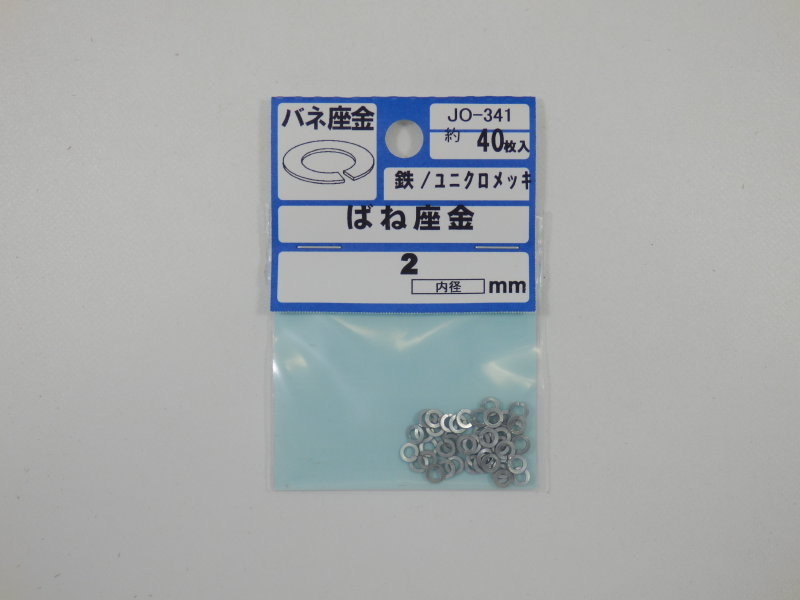 バネ座金
JO-341
約 40枚入
鉄/ユニクロメッキ
ばね座金
2
内径 mm